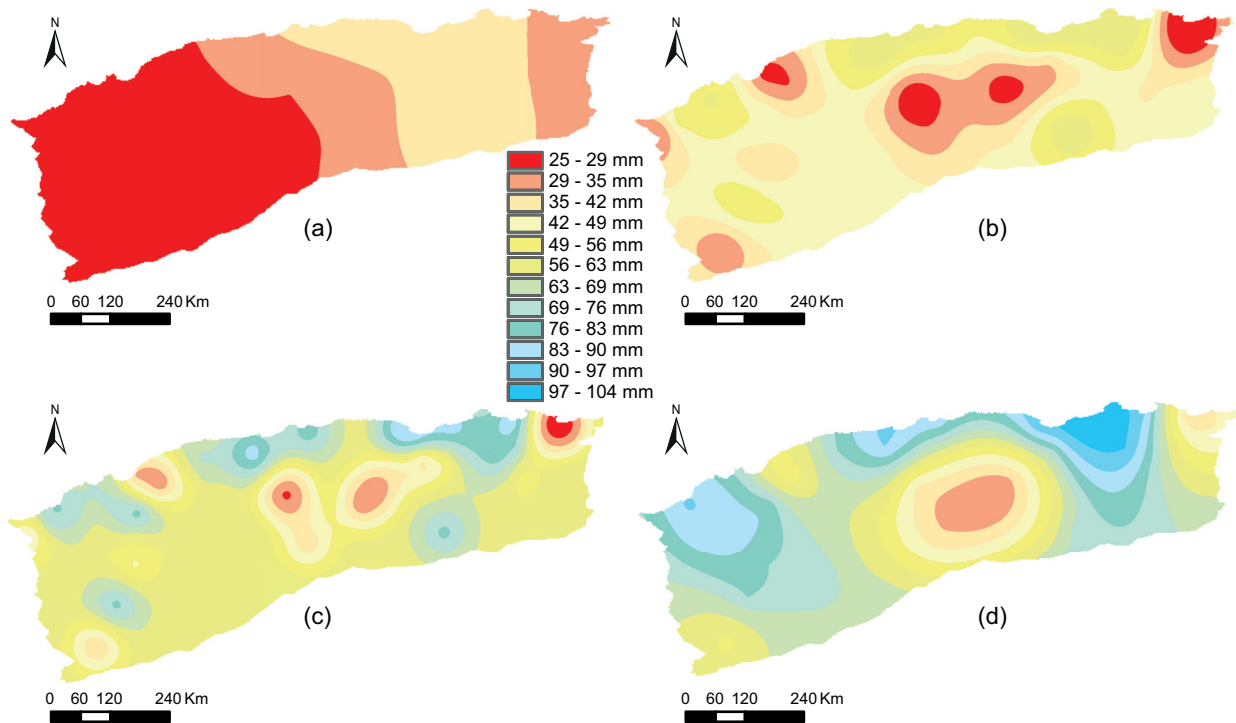 N
N
(a)
(b)
25 - 29 mm
29 - 35 mm
35 - 42 mm
42 - 49 mm
49 - 56 mm
56 - 63 mm
63 - 69 mm
69 - 76 mm
76 - 83 mm
83 - 90 mm
90 - 97 mm
97 - 104 mm
0 60 120 240 Km
0 60 120 240 Km
N
N
(c)
(d)
0 60 120 240 Km
0 60 120 240 Km